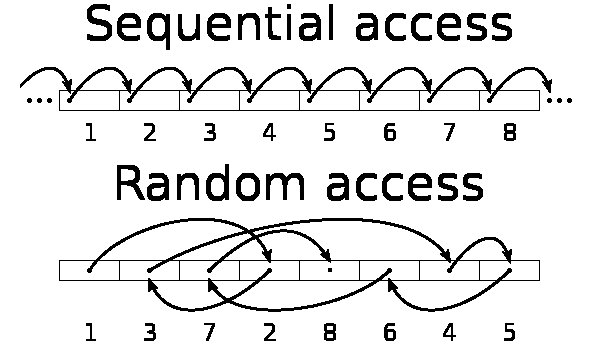 Sequential access
... ...
1 2 3 4 5 6 7 8
Random access
1 3 7 2 8 6 4 5